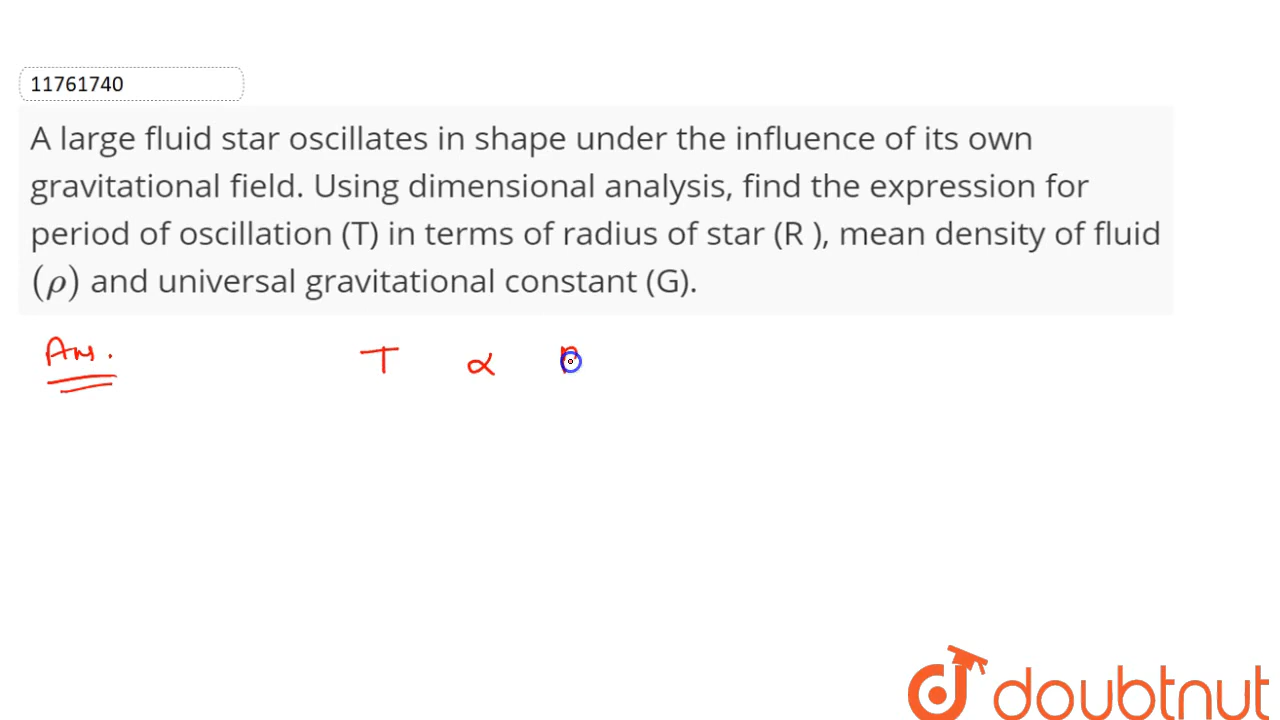 11761740
A large fluid star oscillates in shape under the influence of its own
gravitational field. Using dimensional analysis, find the expression for
period of oscillation (T) in terms of radius of star (R ), mean density of fluid
(ρ) and universal gravitational constant (G).
Ans. T ∝
doubtnut